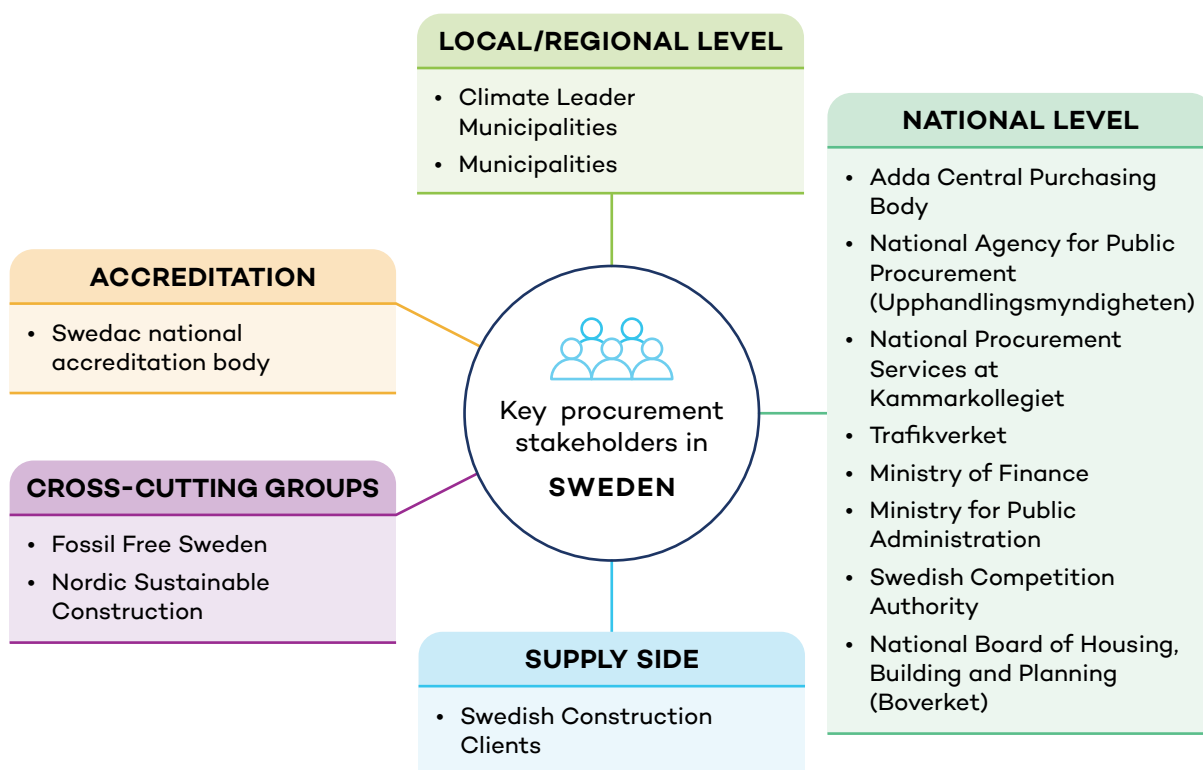 LOCAL/REGIONAL LEVEL
• Climate Leader
Municipalities
• Municipalities
NATIONAL LEVEL
• Adda Central Purchasing
Body
• National Agency for Public
Procurement
(Upphandlingsmyndigheten)
• National Procurement
Services at
Kammarkollegiet
• Trafikverket
• Ministry of Finance
• Ministry for Public
Administration
• Swedish Competition
Authority
• National Board of Housing,
Building and Planning
(Boverket)
ACCREDITATION
• Swedac national
accreditation body
Key procurement
stakeholders in
SWEDEN
CROSS-CUTTING GROUPS
• Fossil Free Sweden
• Nordic Sustainable
Construction
SUPPLY SIDE
• Swedish Construction
Clients